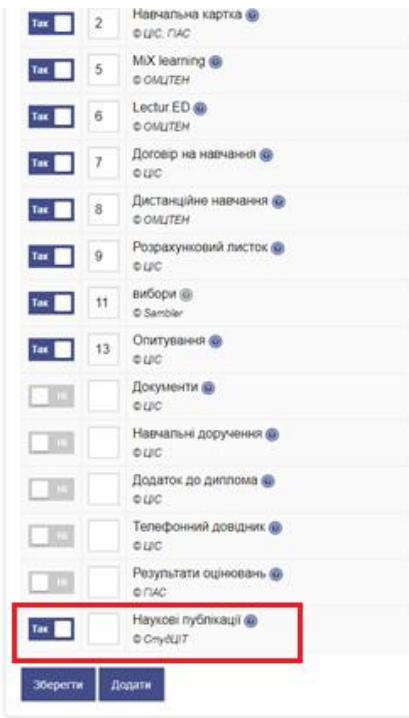 Так 2 Навчальна картка
© ЦІС, ПАС
Так 5 MiX learning
© ОМЦТЕН
Так 6 Lectur.ED
© ОМЦТЕН
Так 7 Договір на навчання
© ЦІС
Так 8 Дистанційне навчання
© ОМЦТЕН
Так 9 Розрахунковий листок
© ЦІС
Так 11 вибори
© Sambler
Так 13 Опитування
© ЦІС
Ні Документи
© ЦІС
Ні Навчальні доручення
© ЦІС
Ні Додаток до диплома
© ЦІС
Ні Телефонний довідник
© ЦІС
Ні Результати оцінювань
© ПАС
Так Наукові публікації
© СтудЦІТ
Зберегти Додати